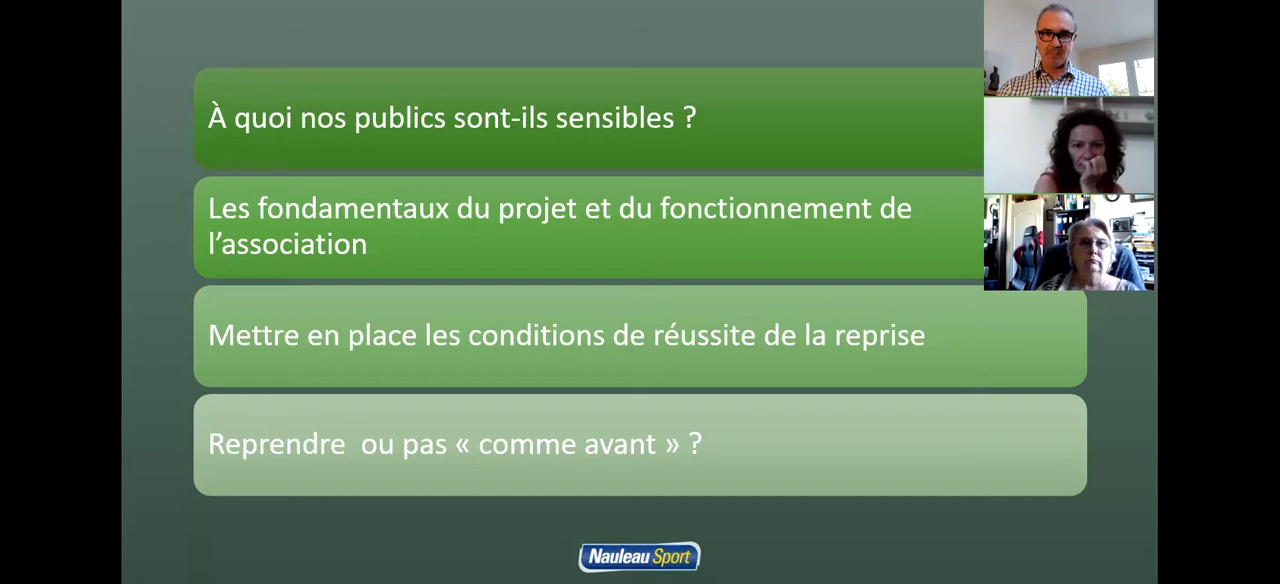 À quoi nos publics sont-ils sensibles ?
Les fondamentaux du projet et du fonctionnement de
l’association
Mettre en place les conditions de réussite de la reprise
Reprendre  ou pas « comme avant » ?
Nauleau Sport